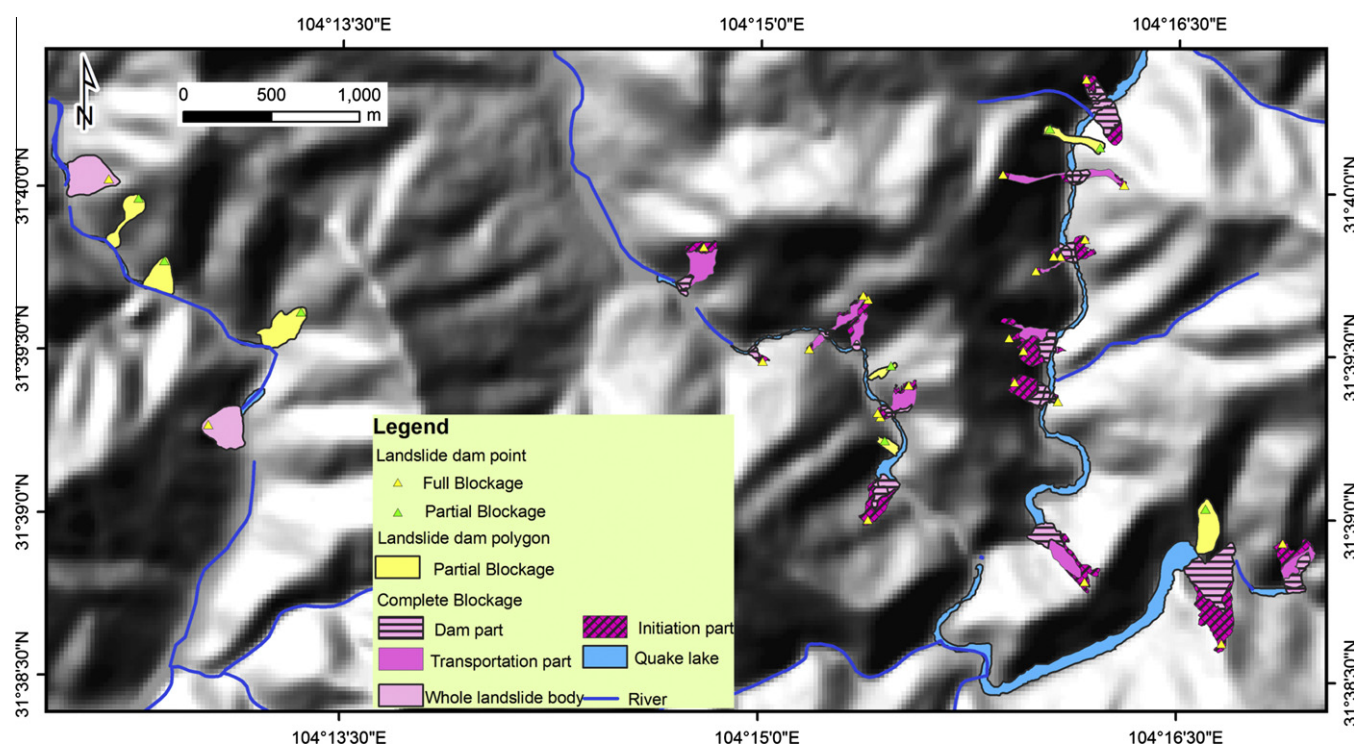 104°13'30"E 104°15'0"E 104°16'30"E
N
0 500 1,000
m
31°40'0"N
31°39'30"N
31°39'0"N
31°38'30"N
31°40'0"N
31°39'30"N
31°39'0"N
31°38'30"N
Legend
Landslide dam point
Full Blockage
Partial Blockage
Landslide dam polygon
Partial Blockage
Complete Blockage
Dam part Initiation part
Transportation part Quake lake
Whole landslide body River
104°13'30"E 104°15'0"E 104°16'30"E